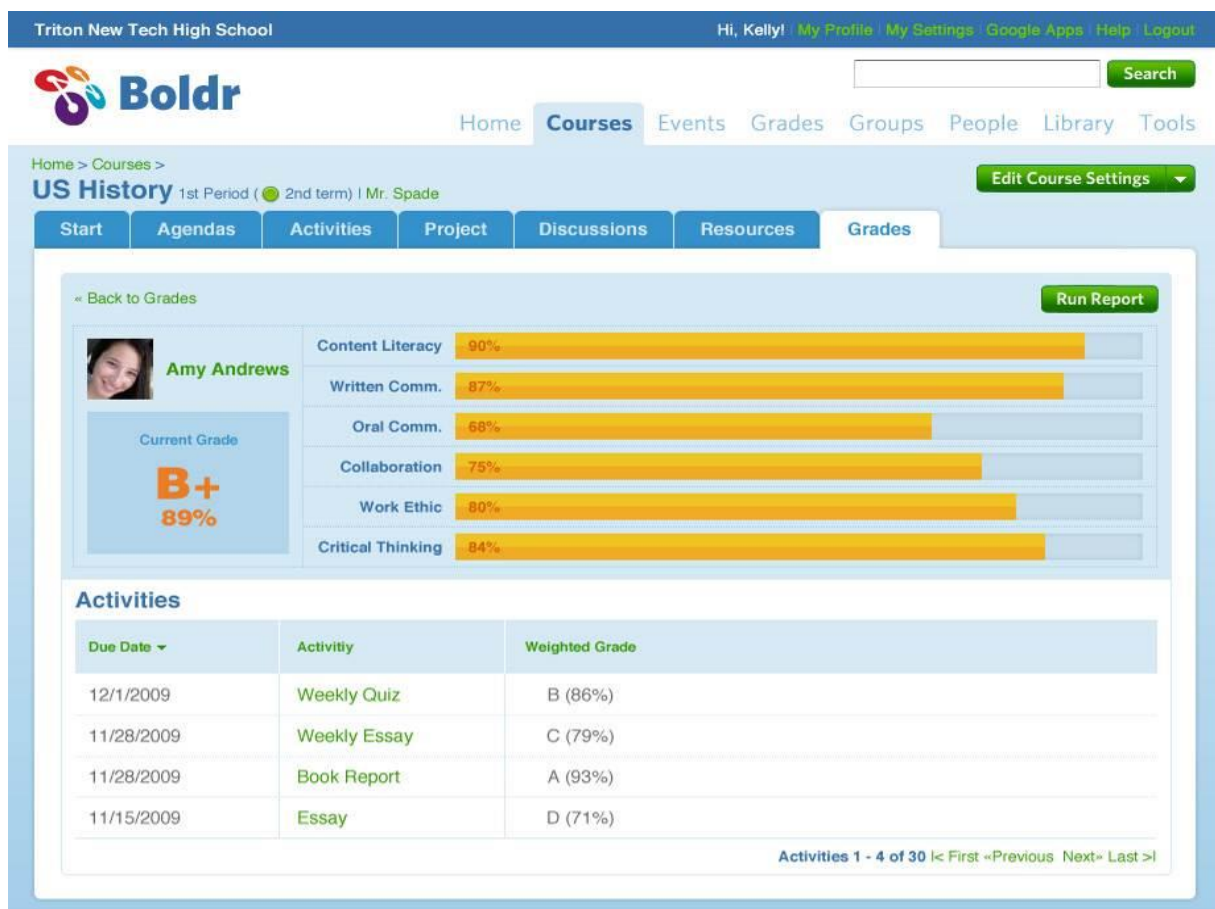 Triton New Tech High School
Hi, Kelly! | My Profile | My Settings | Google Apps | Help | Logout
Boldr
Search
Home Courses Events Grades Groups People Library Tools
Home > Courses >
US History 1st Period ( 2nd term) | Mr. Spade
Edit Course Settings
Start Agendas Activities Project Discussions Resources Grades
« Back to Grades
Run Report
Amy Andrews
Current Grade
B+
89%
Content Literacy 90%
Written Comm. 87%
Oral Comm. 68%
Collaboration 75%
Work Ethic 80%
Critical Thinking 84%
Activities
Due Date Activitiy Weighted Grade
12/1/2009 Weekly Quiz B (86%)
11/28/2009 Weekly Essay C (79%)
11/28/2009 Book Report A (93%)
11/15/2009 Essay D (71%)
Activities 1 - 4 of 30 |< First «Previous Next» Last >|